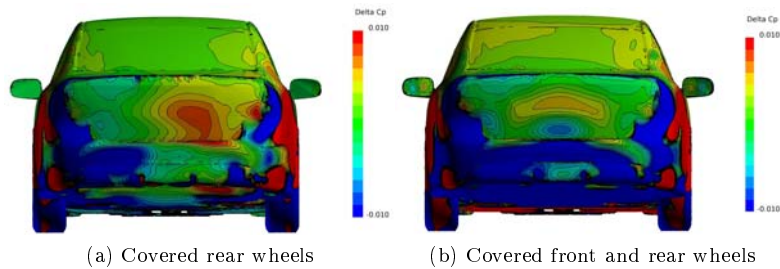 Delta Cp
0.010
-0.010
Delta Cp
0.010
-0.010
(a) Covered rear wheels
(b) Covered front and rear wheels